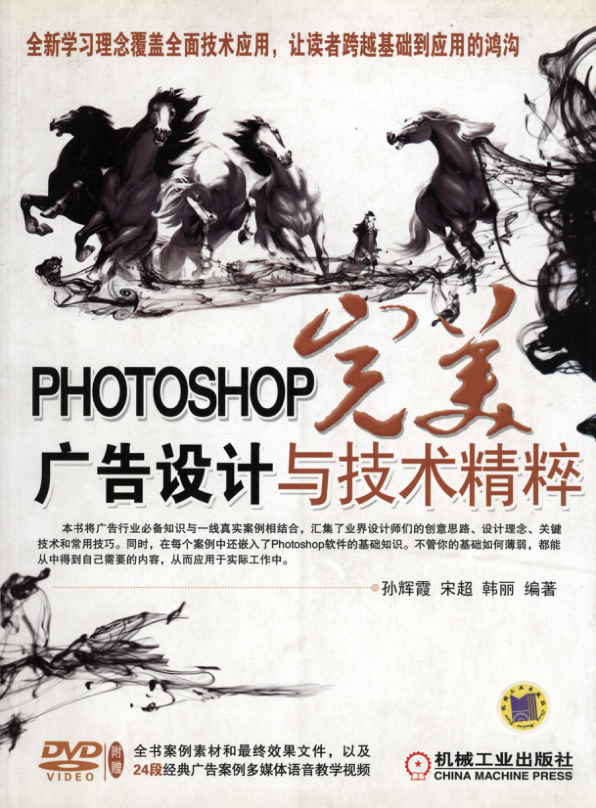 全新学习理念覆盖全面技术应用，让读者跨越基础到应用的鸿沟
PHOTOSHOP完美
广告设计与技术精粹
本书将广告行业必备知识与一线真实案例相结合，汇集了业界设计师们的创意思路、设计理念、关键
技术和常用技巧。同时，在每个案例中还嵌入了Photoshop软件的基础知识。不管你的基础如何薄弱，都能
从中得到自己需要的内容，从而应用于实际工作中。
孙辉霞 宋超 韩丽 编著
DVD
VIDEO
附赠
全书案例素材和最终效果文件，以及
24段经典广告案例多媒体语音教学视频
机械工业出版社
CHINA MACHINE PRESS